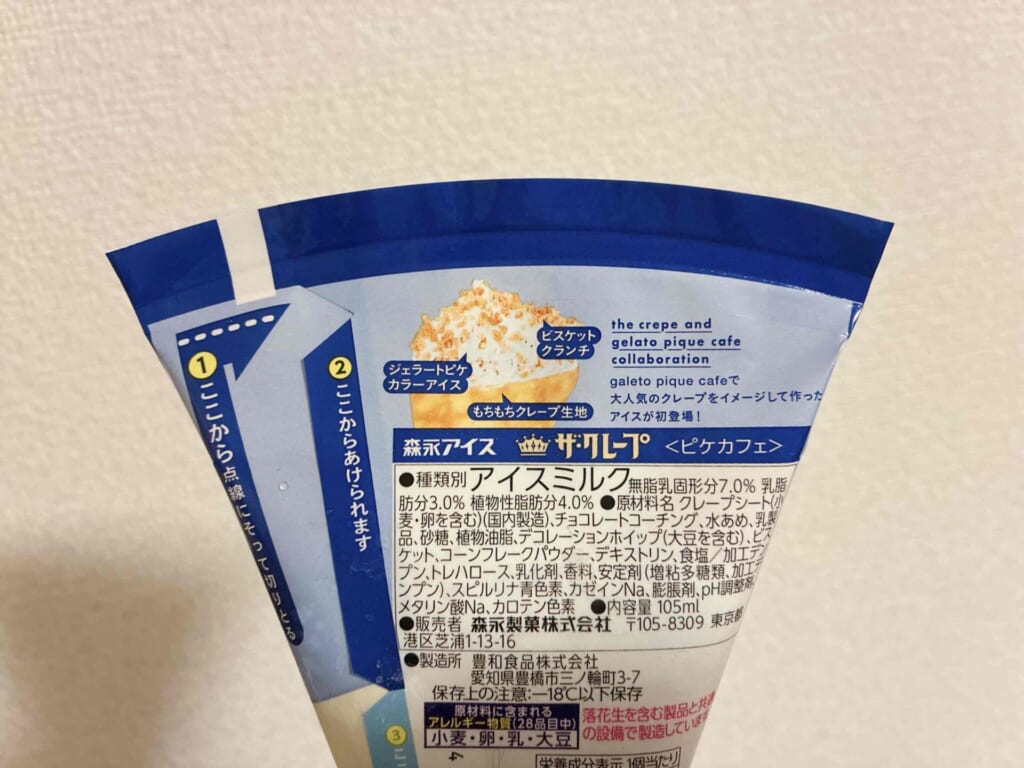 ビスケット
クランチ
ジェラートピケ
カラーアイス
もちもちクレープ生地
the crepe and
gelato pique cafe
collaboration
galeto pique cafeで
大人気のクレープをイメージして作った
アイスが初登場!
1 ここから点線にそって切りとる
2 ここからあけられます
3 ここ
森永アイス ザ・クレープ <ピケカフェ>
●種類別 アイスミルク 無脂乳固形分7.0% 乳脂
肪分3.0% 植物性脂肪分4.0% ●原材料名 クレープシート(小
麦・卵を含む)(国内製造)、チョコレートコーチング、水あめ、乳製
品、砂糖、植物油脂、デコレーションホイップ(大豆を含む)、ビス
ケット、コーンフレークパウダー、デキストリン、食塩/加工デン
プン、トレハロース、乳化剤、香料、安定剤(増粘多糖類、加工デ
ンプン)、スピルリナ青色素、カゼインNa、膨脹剤、pH調整剤
メタリン酸Na、カロテン色素 ●内容量 105ml
●販売者 森永製菓株式会社 〒105-8309 東京都
港区芝浦1-13-16
●製造所 豊和食品株式会社
愛知県豊橋市三ノ輪町3-7
保存上の注意:−18℃以下保存
原材料に含まれる
アレルギー物質(28品目中)
小麦・卵・乳・大豆
落花生を含む製品と共通
の設備で製造していま
4
栄養成分表示 1個当たり